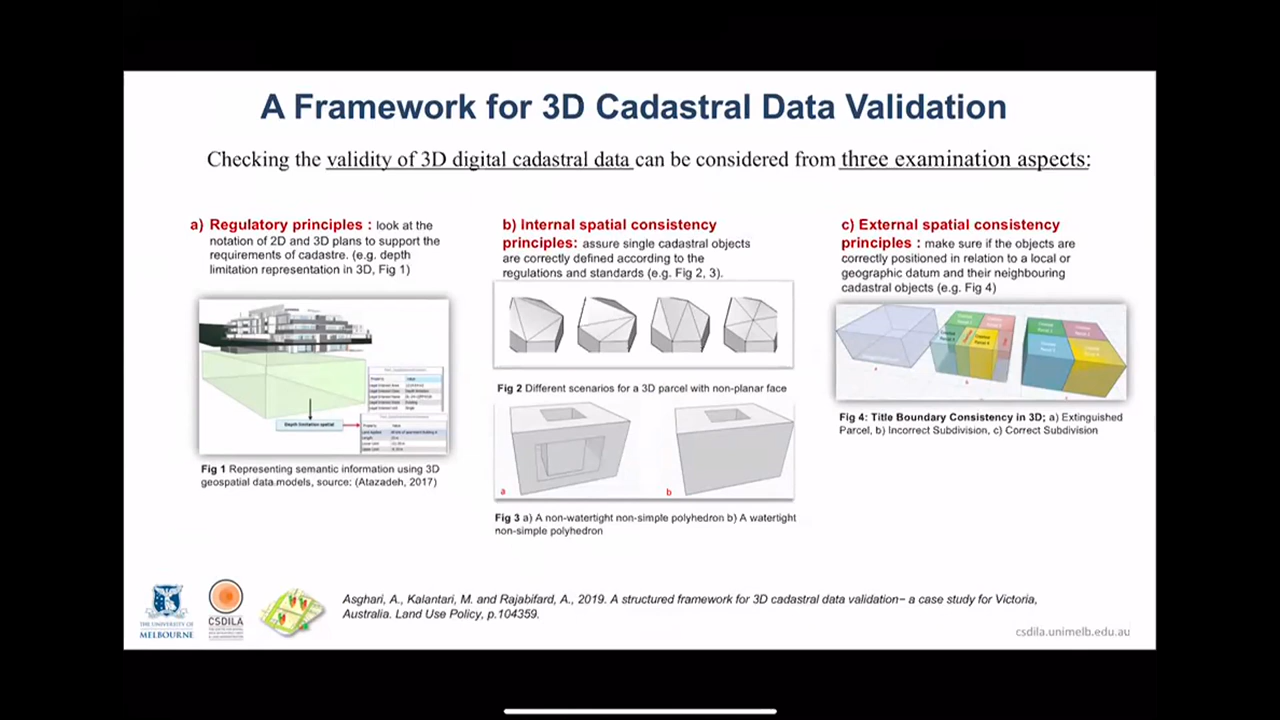 A Framework for 3D Cadastral Data Validation
Checking the validity of 3D digital cadastral data can be considered from three examination aspects:
a) Regulatory principles : look at the
notation of 2D and 3D plans to support the
requirements of cadastre. (e.g. depth
limitation representation in 3D, Fig 1)
Depth limitation spatial
Fig 1 Representing semantic information using 3D
geospatial data models, source: (Atazadeh, 2017)
b) Internal spatial consistency
principles: assure single cadastral objects
are correctly defined according to the
regulations and standards (e.g. Fig 2, 3).
Fig 2 Different scenarios for a 3D parcel with non-planar face
a
b
Fig 3 a) A non-watertight non-simple polyhedron b) A watertight
non-simple polyhedron
c) External spatial consistency
principles : make sure if the objects are
correctly positioned in relation to a local or
geographic datum and their neighbouring
cadastral objects (e.g. Fig 4)
Fig 4: Title Boundary Consistency in 3D; a) Extinguished
Parcel, b) Incorrect Subdivision, c) Correct Subdivision
THE UNIVERSITY OF
MELBOURNE
CSDILA
Asghari, A., Kalantari, M. and Rajabifard, A., 2019. A structured framework for 3D cadastral data validation− a case study for Victoria,
Australia. Land Use Policy, p.104359.
csdila.unimelb.edu.au